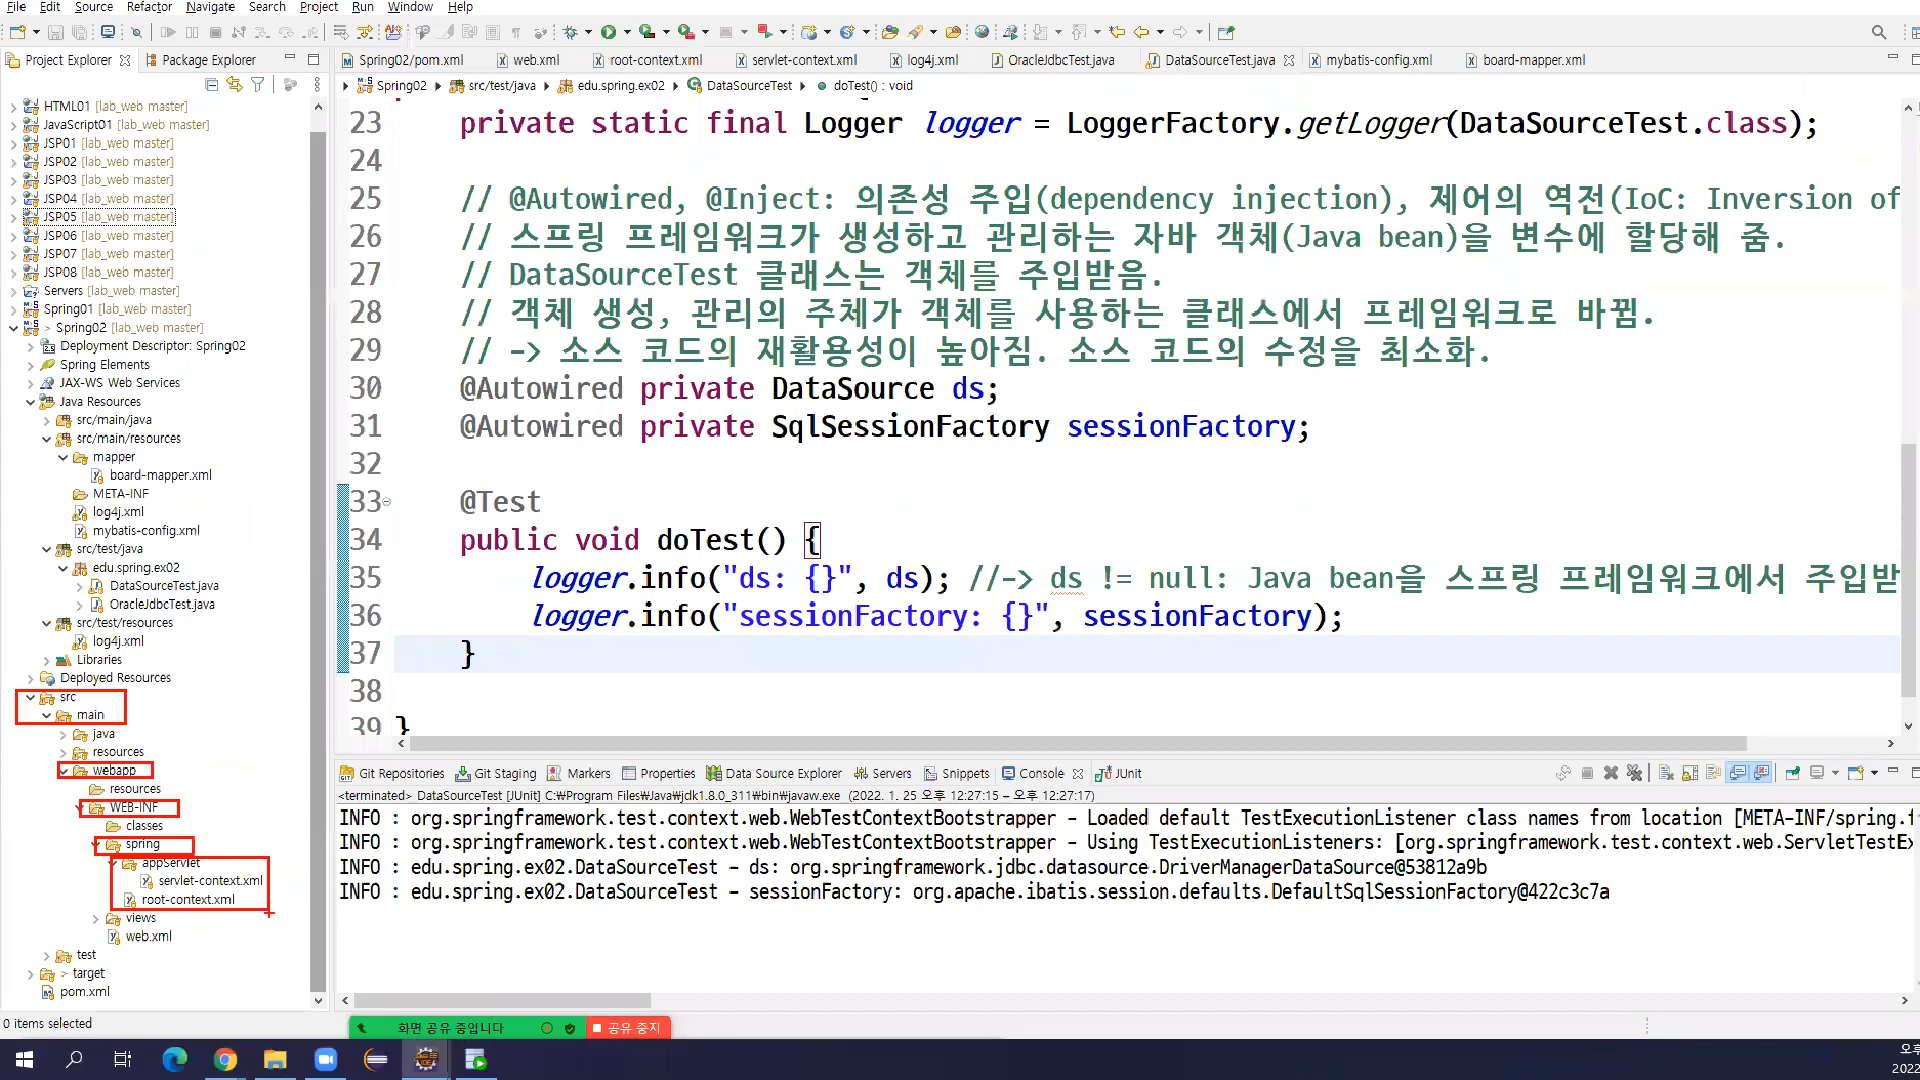 File Edit Source Refactor Navigate Search Project Run Window Help
Project Explorer Package Explorer
Spring02/pom.xml web.xml root-context.xml servlet-context.xml log4j.xml OracleJdbcTest.java DataSourceTest.java mybatis-config.xml board-mapper.xml
Spring02 src/test/java edu.spring.ex02 DataSourceTest doTest() : void
HTML01 [lab_web master]
JavaScript01 [lab_web master]
JSP01 [lab_web master]
JSP02 [lab_web master]
JSP03 [lab_web master]
JSP04 [lab_web master]
JSP05 [lab_web master]
JSP06 [lab_web master]
JSP07 [lab_web master]
JSP08 [lab_web master]
Servers [lab_web master]
Spring01 [lab_web master]
> Spring02 [lab_web master]
Deployment Descriptor: Spring02
Spring Elements
JAX-WS Web Services
Java Resources
src/main/java
src/main/resources
mapper
board-mapper.xml
META-INF
log4j.xml
mybatis-config.xml
src/test/java
edu.spring.ex02
DataSourceTest.java
OracleJdbcTest.java
src/test/resources
log4j.xml
Libraries
Deployed Resources
src
main
java
resources
webapp
resources
WEB-INF
classes
spring
appServlet
servlet-context.xml
root-context.xml
views
web.xml
test
> target
pom.xml
23 private static final Logger logger = LoggerFactory.getLogger(DataSourceTest.class);
24
25 // @Autowired, @Inject: 의존성 주입(dependency injection), 제어의 역전(IoC: Inversion of
26 // 스프링 프레임워크가 생성하고 관리하는 자바 객체(Java bean)을 변수에 할당해 줌.
27 // DataSourceTest 클래스는 객체를 주입받음.
28 // 객체 생성, 관리의 주체가 객체를 사용하는 클래스에서 프레임워크로 바뀜.
29 // -> 소스 코드의 재활용성이 높아짐. 소스 코드의 수정을 최소화.
30 @Autowired private DataSource ds;
31 @Autowired private SqlSessionFactory sessionFactory;
32
33 @Test
34 public void doTest() {
35 logger.info("ds: {}", ds); //-> ds != null: Java bean을 스프링 프레임워크에서 주입받
36 logger.info("sessionFactory: {}", sessionFactory);
37 }
38
39 }
Git Repositories Git Staging Markers Properties Data Source Explorer Servers Snippets Console JUnit
<terminated> DataSourceTest [JUnit] C:₩Program Files₩Java₩jdk1.8.0_311₩bin₩javaw.exe (2022. 1. 25 오후 12:27:15 – 오후 12:27:17)
INFO : org.springframework.test.context.web.WebTestContextBootstrapper - Loaded default TestExecutionListener class names from location [META-INF/spring.f
INFO : org.springframework.test.context.web.WebTestContextBootstrapper - Using TestExecutionListeners: [org.springframework.test.context.web.ServletTestEx
INFO : edu.spring.ex02.DataSourceTest - ds: org.springframework.jdbc.datasource.DriverManagerDataSource@53812a9b
INFO : edu.spring.ex02.DataSourceTest - sessionFactory: org.apache.ibatis.session.defaults.DefaultSqlSessionFactory@422c3c7a
0 items selected
화면 공유 중입니다 공유 중지
오후
2022